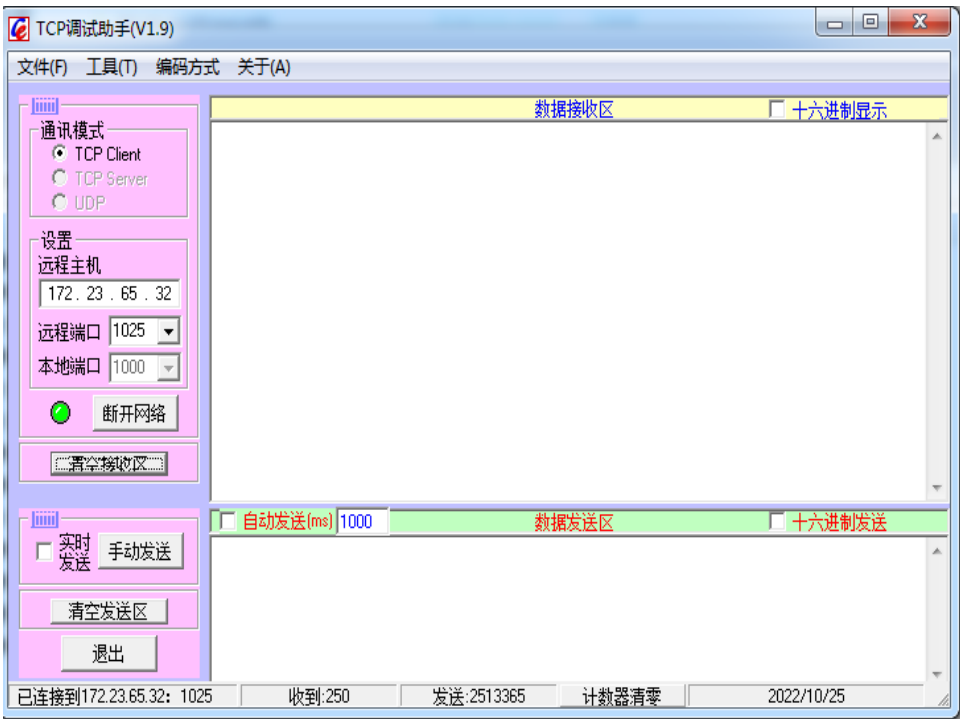 TCP调试助手(V1.9)
文件(F) 工具(T) 编码方式 关于(A)
通讯模式
TCP Client
TCP Server
UDP
设置
远程主机
172 . 23 . 65 . 32
远程端口 1025
本地端口 1000
断开网络
清空接收区
数据接收区 十六进制显示
自动发送(ms) 1000 数据发送区 十六进制发送
实时发送 手动发送
清空发送区
退出
已连接到172.23.65.32：1025 收到:250 发送:2513365 计数器清零 2022/10/25